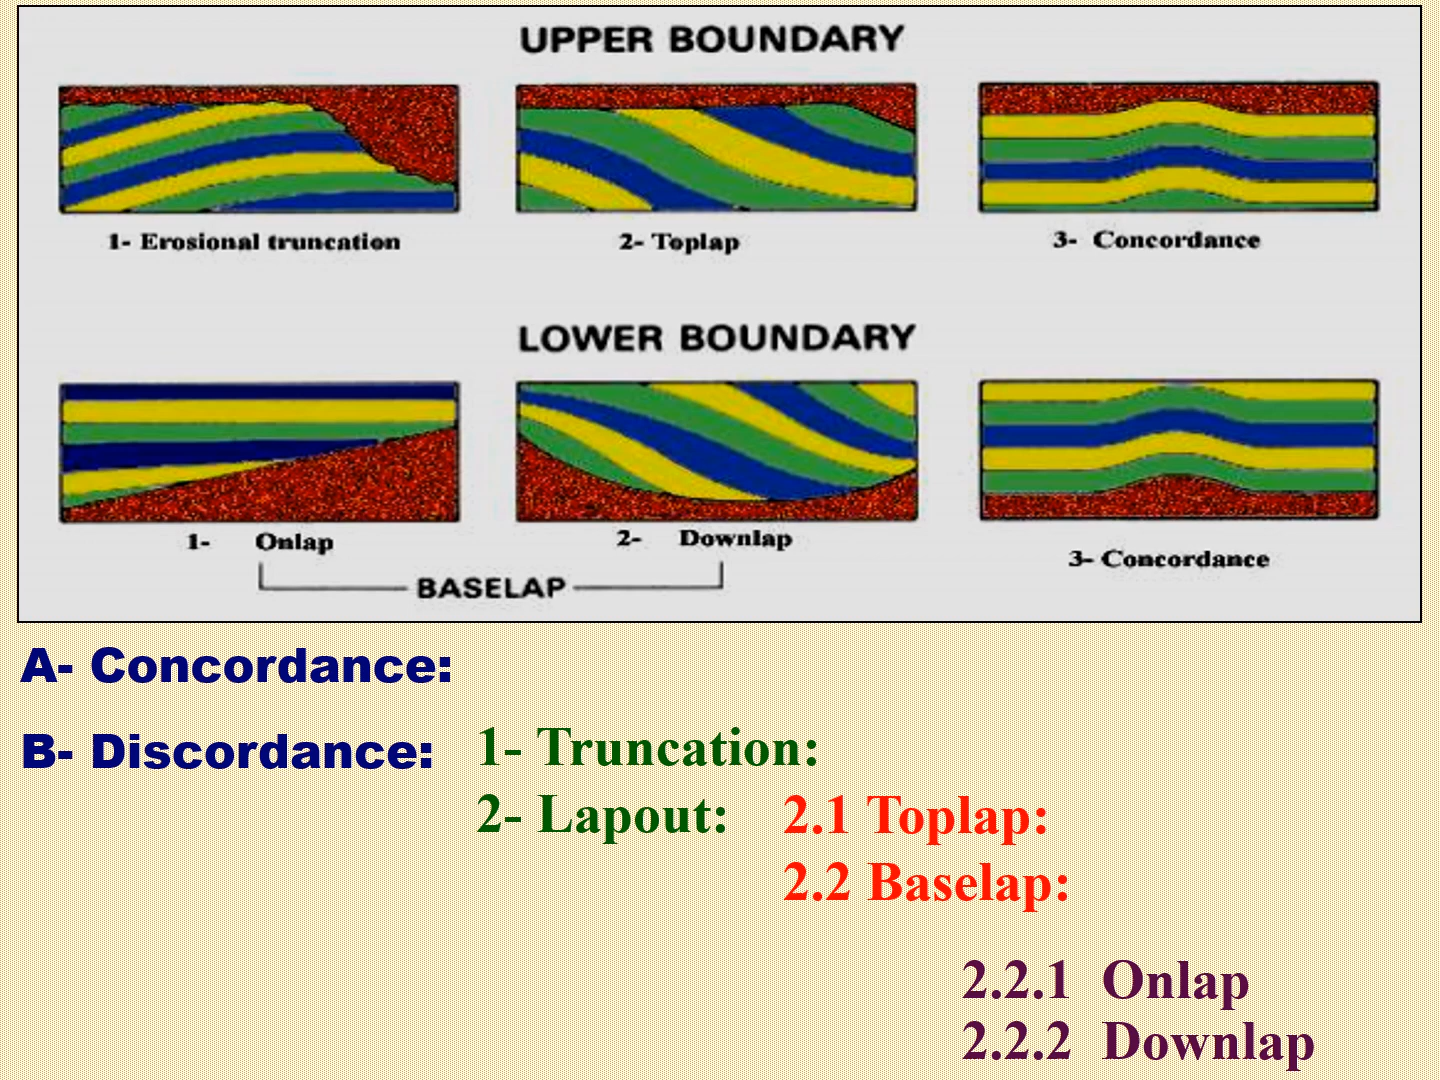 UPPER BOUNDARY
1- Erosional truncation
2- Toplap
3- Concordance
LOWER BOUNDARY
1- Onlap
2- Downlap
3- Concordance
BASELAP
A- Concordance:
B- Discordance:
1- Truncation:
2- Lapout:
2.1 Toplap:
2.2 Baselap:
2.2.1 Onlap
2.2.2 Downlap